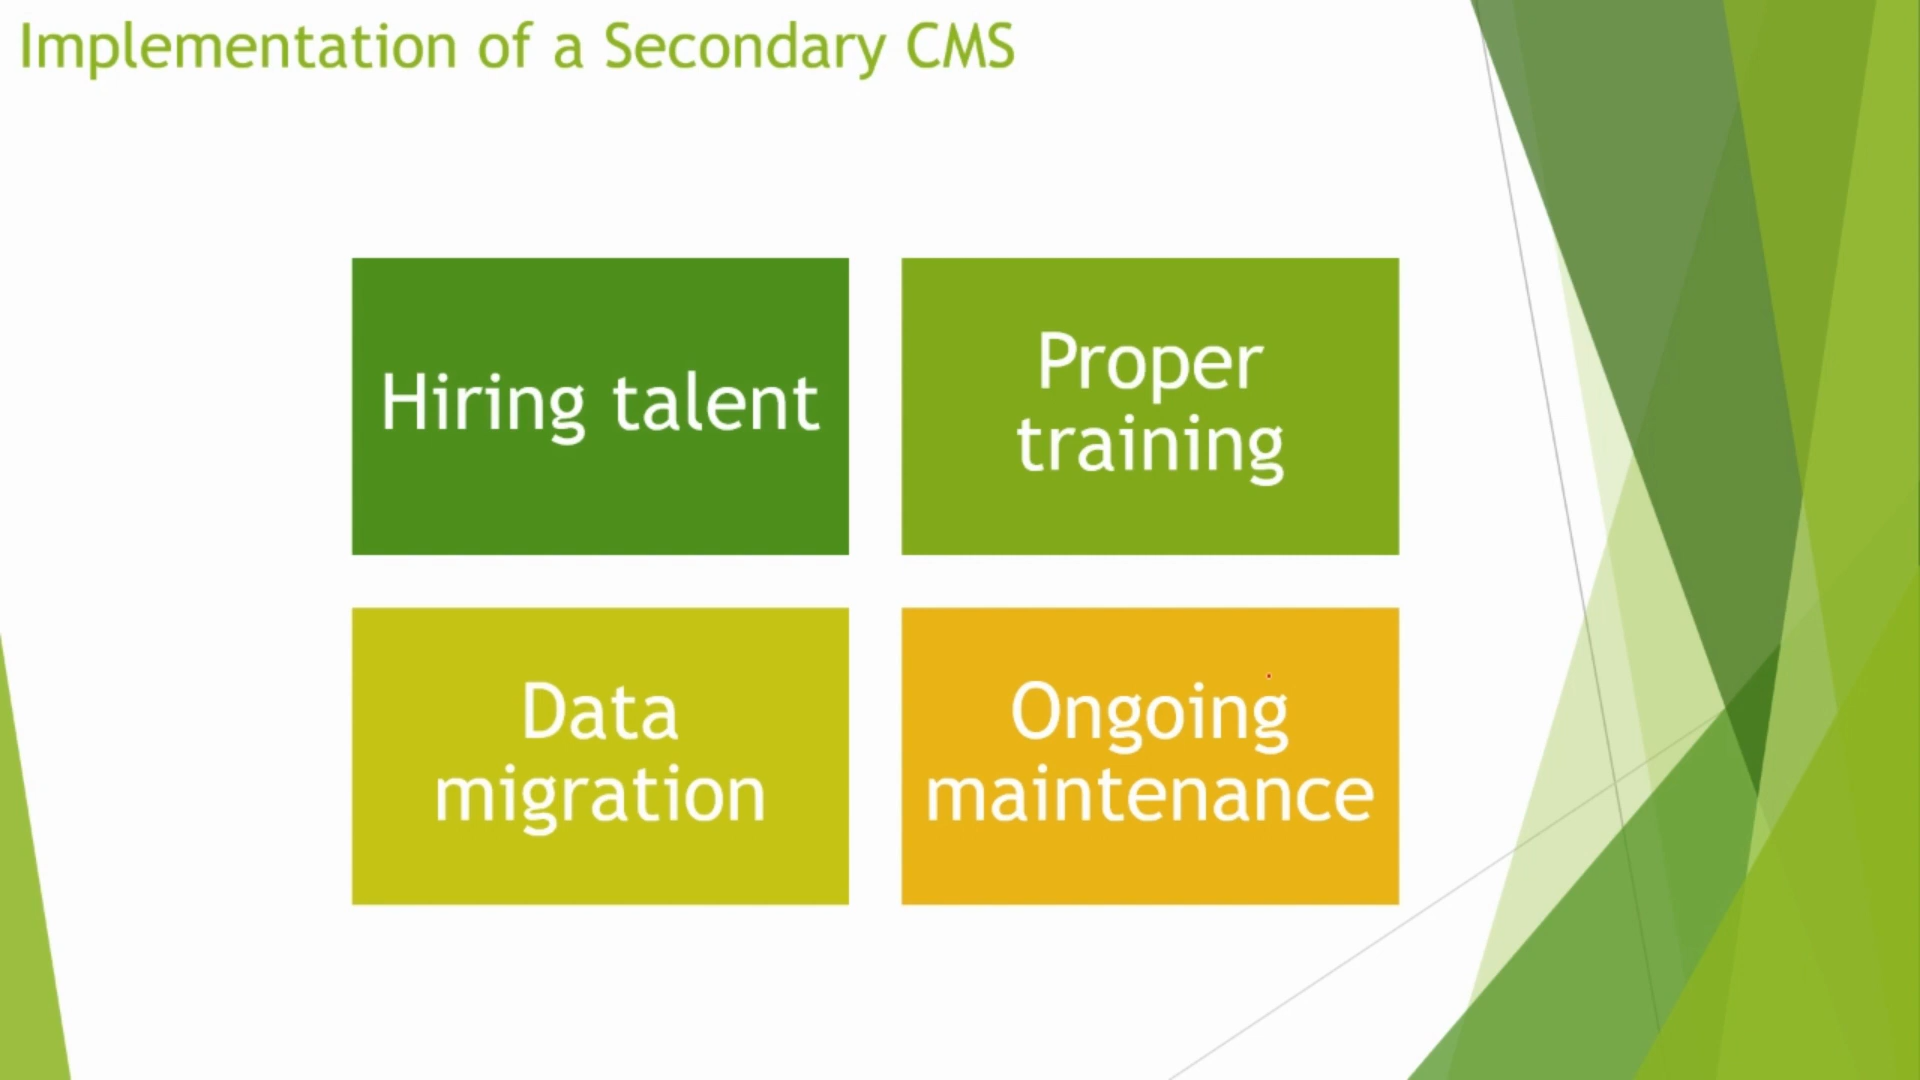 Implementation of a Secondary CMS
Hiring talent
Proper
training
Data
migration
Ongoing
maintenance